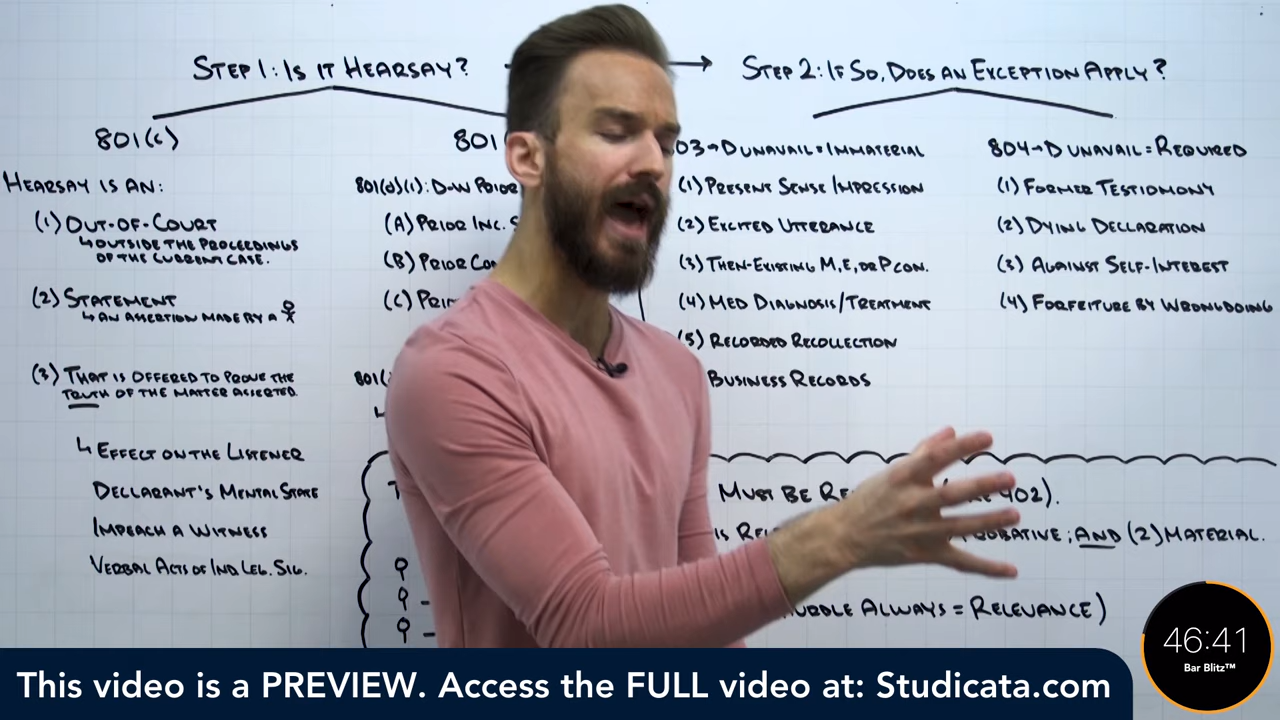 STEP 1: IS IT HEARSAY?
801(c)
HEARSAY IS AN:
(1) OUT-OF-COURT
↳ OUTSIDE THE PROCEEDINGS
OF THE CURRENT CASE.
(2) STATEMENT
↳ AN ASSERTION MADE BY A
(3) THAT IS OFFERED TO PROVE THE
TRUTH OF THE MATTER ASSERTED.
↳ EFFECT ON THE LISTENER
DECLARANT'S MENTAL STATE
IMPEACH A WITNESS
VERBAL ACTS OF IND. LEG. SIG.
801
801(d)(1): D-W PRIOR
(A) PRIOR INC. S
(B) PRIOR CON
(C) PRI
801(
STEP 2: IF SO, DOES AN EXCEPTION APPLY?
03→D UNAVAIL = IMMATERIAL
(1) PRESENT SENSE IMPRESSION
(2) EXCITED UTTERANCE
(3) THEN-EXISTING M, E, OR P CON.
(4) MED DIAGNOSIS/TREATMENT
(5) RECORDED RECOLLECTION
BUSINESS RECORDS
804→D UNAVAIL = REQUIRED
(1) FORMER TESTIOMONY
(2) DYING DECLARATION
(3) AGAINST SELF-INTEREST
(4) FORFEITURE BY WRONGDOING
MUST BE RE 402).
IS REL OBATIVE; AND (2) MATERIAL.
URDLE ALWAYS = RELEVANCE)
46:41
Bar Blitz™
This video is a PREVIEW. Access the FULL video at: Studicata.com